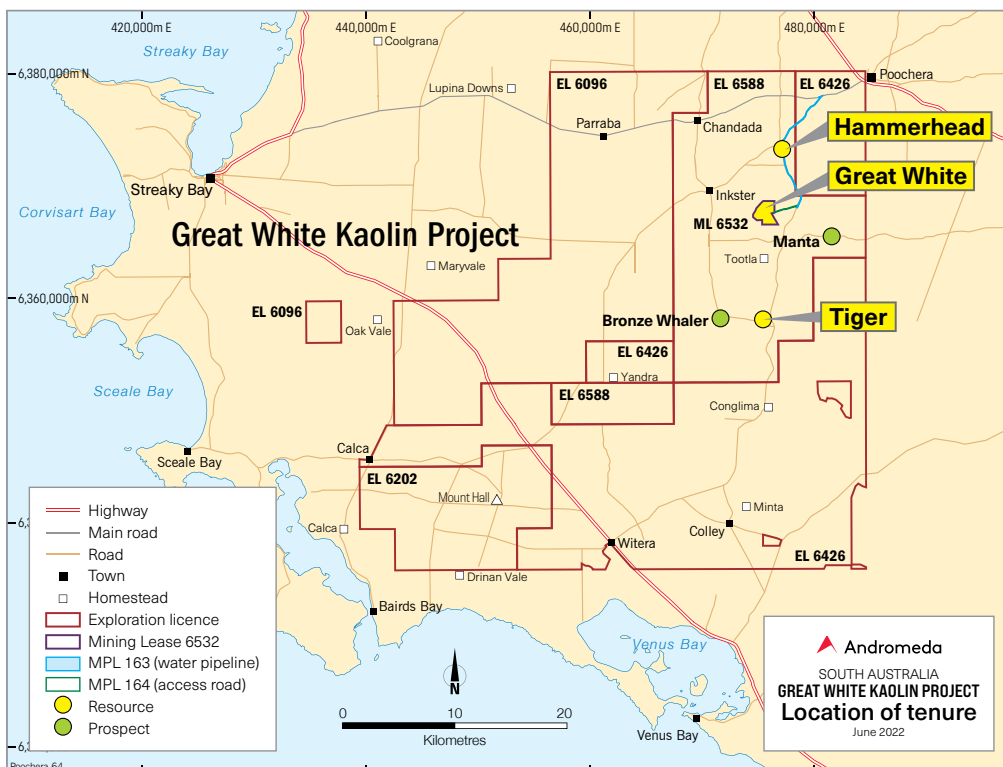 420,000m E
440,000m E
460,000m E
480,000m E
Streaky Bay
Coolgrana
6,380,000m N
Poochera
EL 6096
EL 6588
EL 6426
Lupina Downs
Parraba
Chandada
Hammerhead
Great White
Streaky Bay
Inkster
Corvisart Bay
ML 6532
Great White Kaolin Project
Manta
Maryvale
Tootla
6,360,000m N
EL 6096
Oak Vale
Bronze Whaler
Tiger
EL 6426
Yandra
Sceale Bay
EL 6588
Conglima
Calca
Sceale Bay
EL 6202
Mount Hall
Minta
Calca
Colley
Witera
EL 6426
Drinan Vale
Bairds Bay
Venus Bay
Venus Bay
Highway
Main road
Road
Town
Homestead
Exploration licence
Mining Lease 6532
MPL 163 (water pipeline)
MPL 164 (access road)
Resource
Prospect
N
0
10
20
Kilometres
Andromeda
SOUTH AUSTRALIA
GREAT WHITE KAOLIN PROJECT
Location of tenure
June 2022